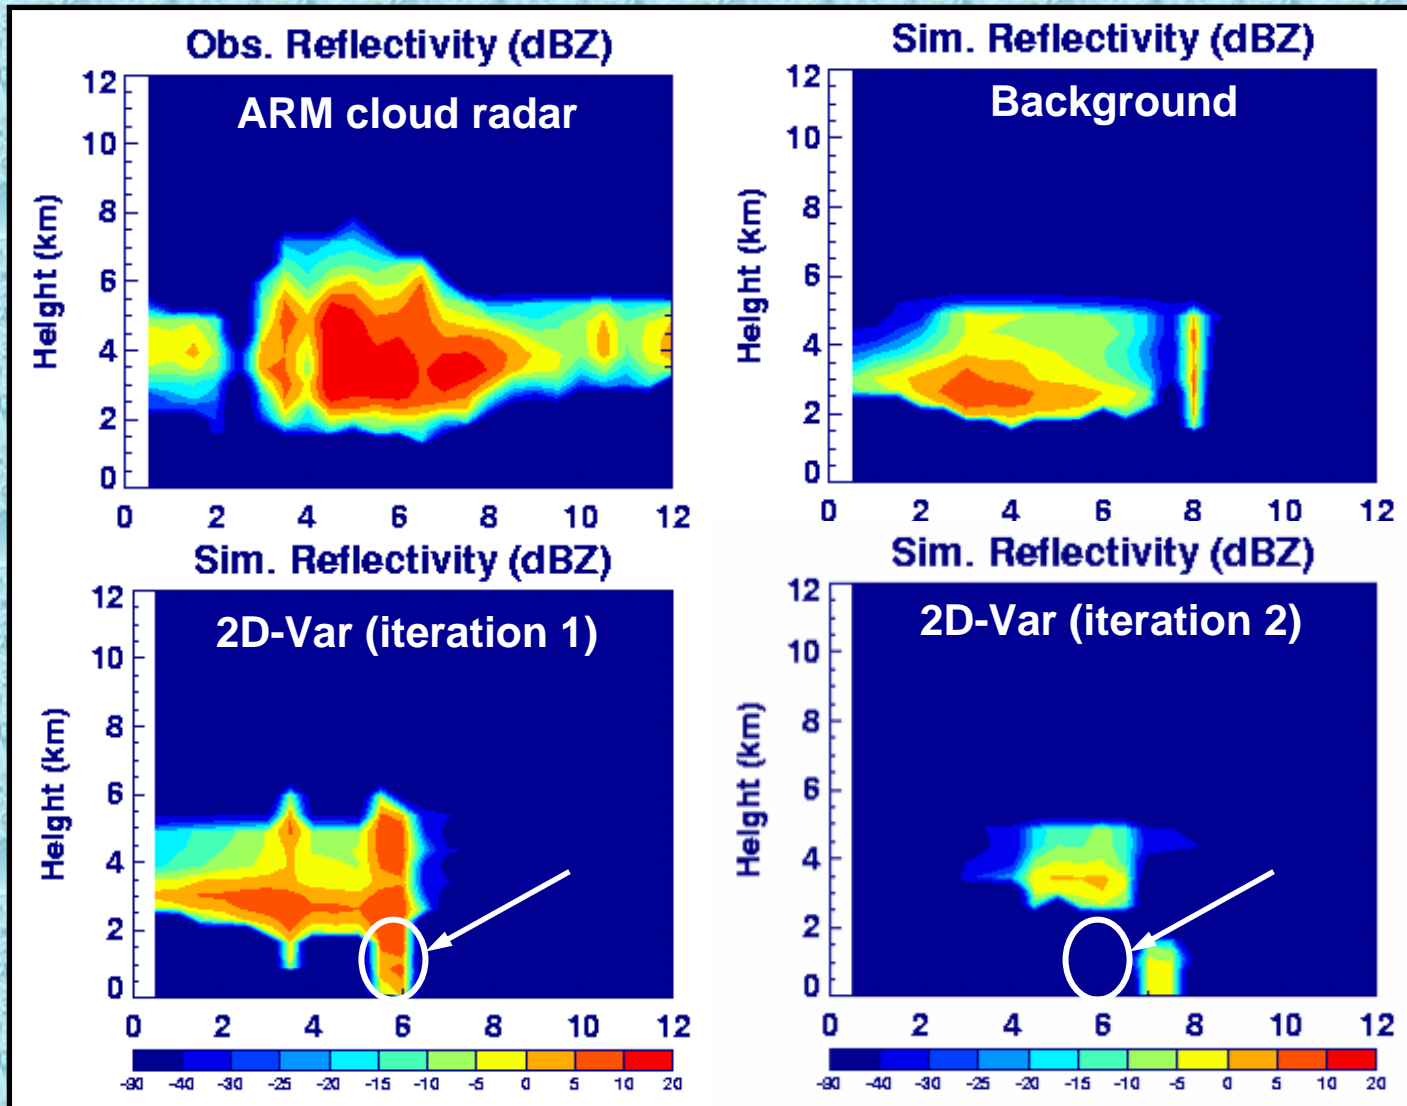 Obs. Reflectivity (dBZ)
ARM cloud radar
Height (km)
12
10
8
6
4
2
0
0 2 4 6 8 10 12
Sim. Reflectivity (dBZ)
Background
Height (km)
12
10
8
6
4
2
0
0 2 4 6 8 10 12
Sim. Reflectivity (dBZ)
2D-Var (iteration 1)
Height (km)
12
10
8
6
4
2
0
0 2 4 6 8 10 12
-90 -40 -30 -25 -20 -15 -10 -5 0 5 10 20
Sim. Reflectivity (dBZ)
2D-Var (iteration 2)
Height (km)
12
10
8
6
4
2
0
0 2 4 6 8 10 12
-90 -40 -30 -25 -20 -15 -10 -5 0 5 10 20